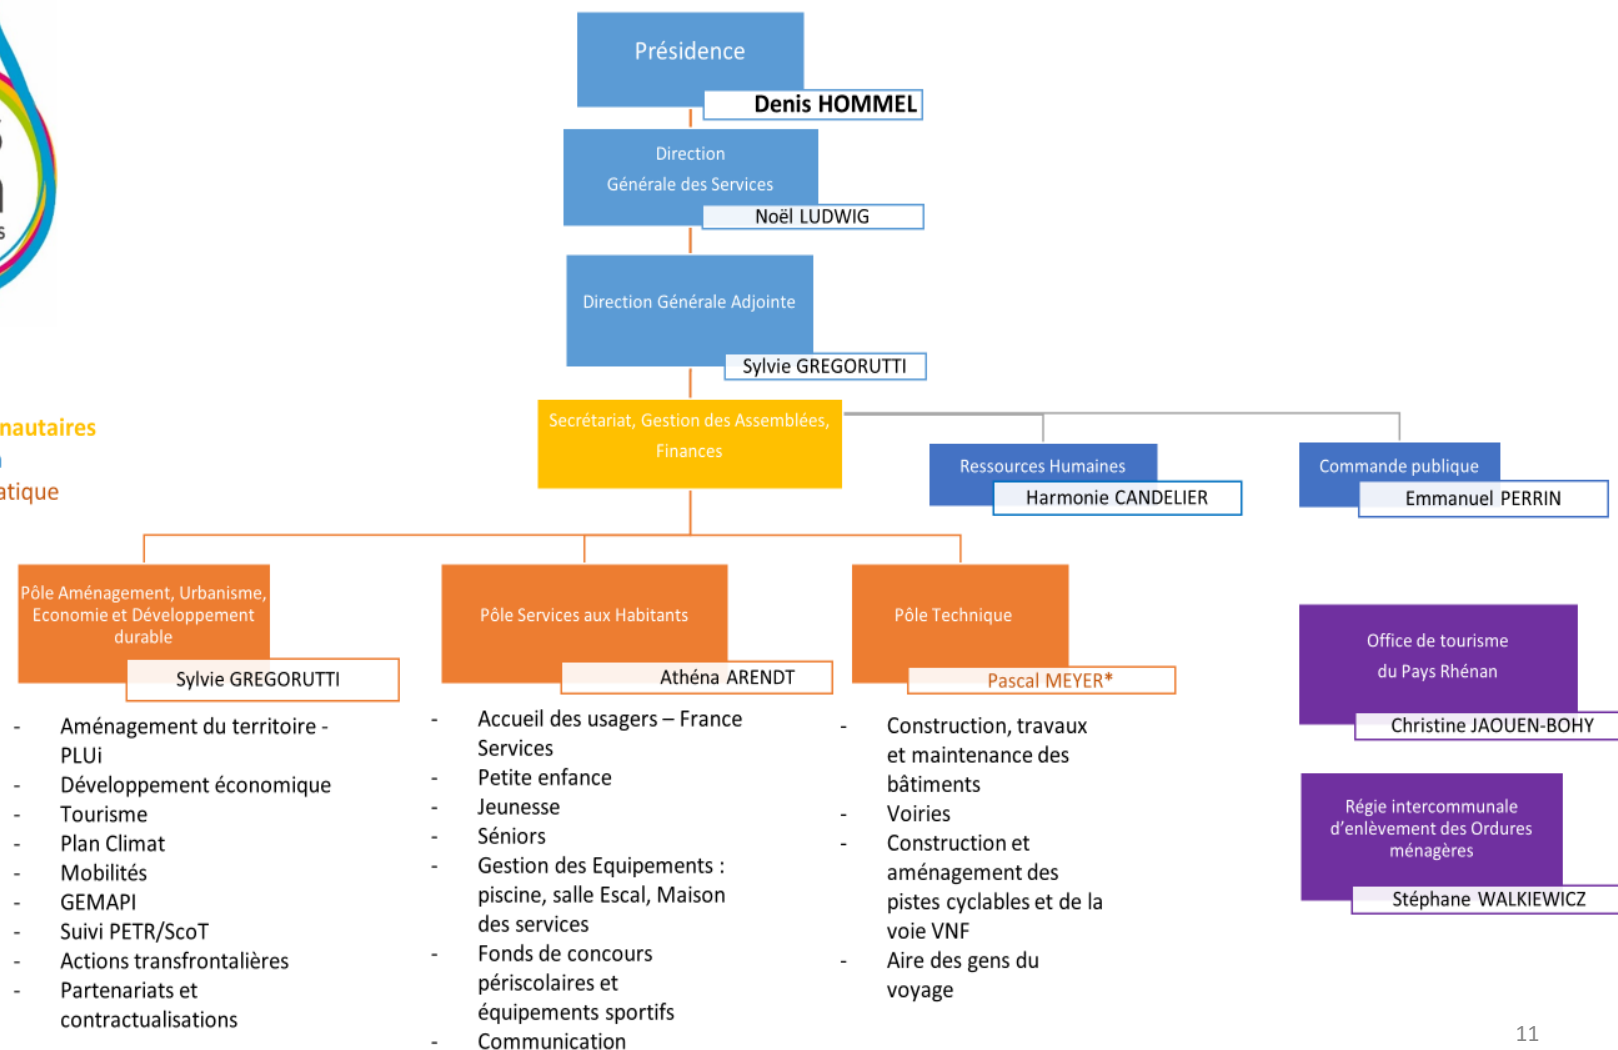 Présidence
Denis HOMMEL
Direction
Générale des Services
Noël LUDWIG
Direction Générale Adjointe
Sylvie GREGORUTTI
s
nautaires
atique
Secrétariat, Gestion des Assemblées,
Finances
Ressources Humaines
Harmonie CANDELIER
Commande publique
Emmanuel PERRIN
Pôle Aménagement, Urbanisme,
Economie et Développement
durable
Sylvie GREGORUTTI
- Aménagement du territoire -
PLUi
- Développement économique
- Tourisme
- Plan Climat
- Mobilités
- GEMAPI
- Suivi PETR/ScoT
- Actions transfrontalières
- Partenariats et
contractualisations
Pôle Services aux Habitants
Athéna ARENDT
- Accueil des usagers – France
Services
- Petite enfance
- Jeunesse
- Séniors
- Gestion des Equipements :
piscine, salle Escal, Maison
des services
- Fonds de concours
périscolaires et
équipements sportifs
- Communication
Pôle Technique
Pascal MEYER*
- Construction, travaux
et maintenance des
bâtiments
- Voiries
- Construction et
aménagement des
pistes cyclables et de la
voie VNF
- Aire des gens du
voyage
Office de tourisme
du Pays Rhénan
Christine JAOUEN-BOHY
Régie intercommunale
d'enlèvement des Ordures
ménagères
Stéphane WALKIEWICZ
11